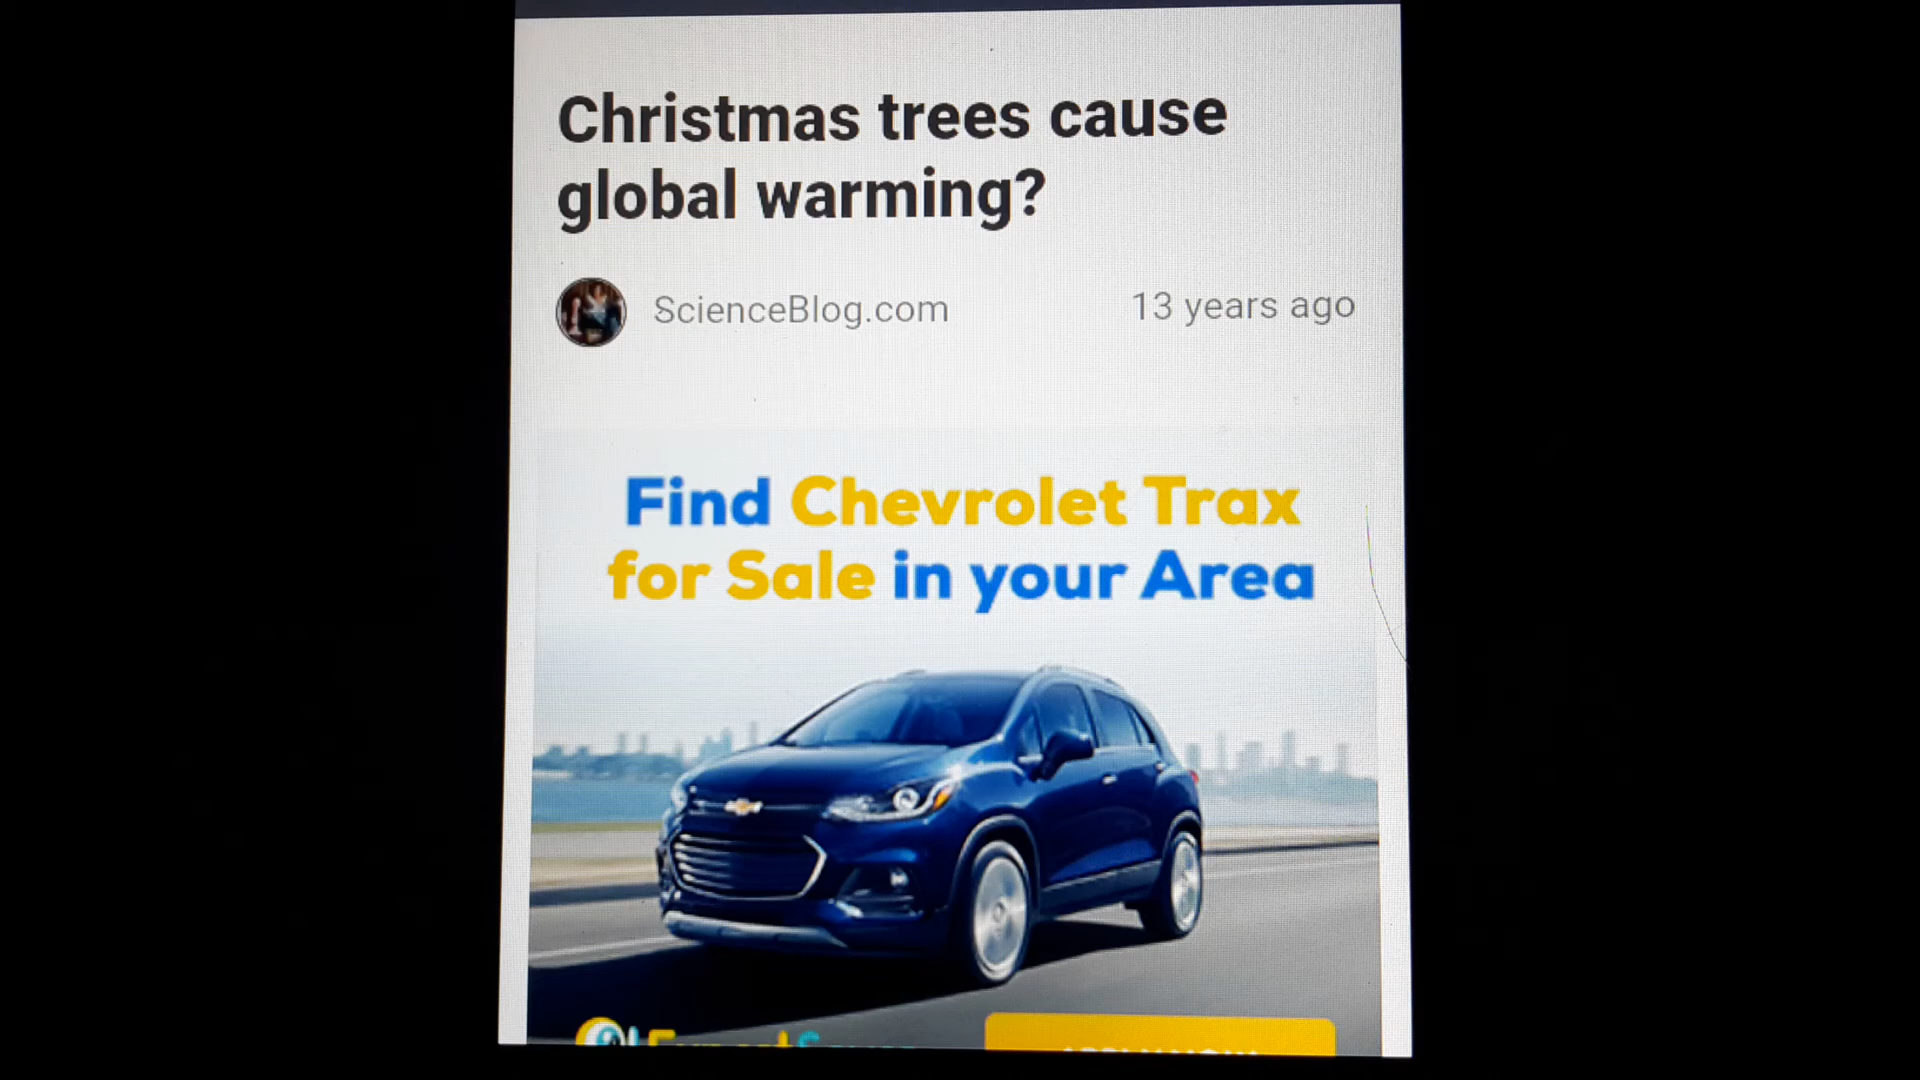 Christmas trees cause
global warming?
ScienceBlog.com
13 years ago
Find Chevrolet Trax
for Sale in your Area